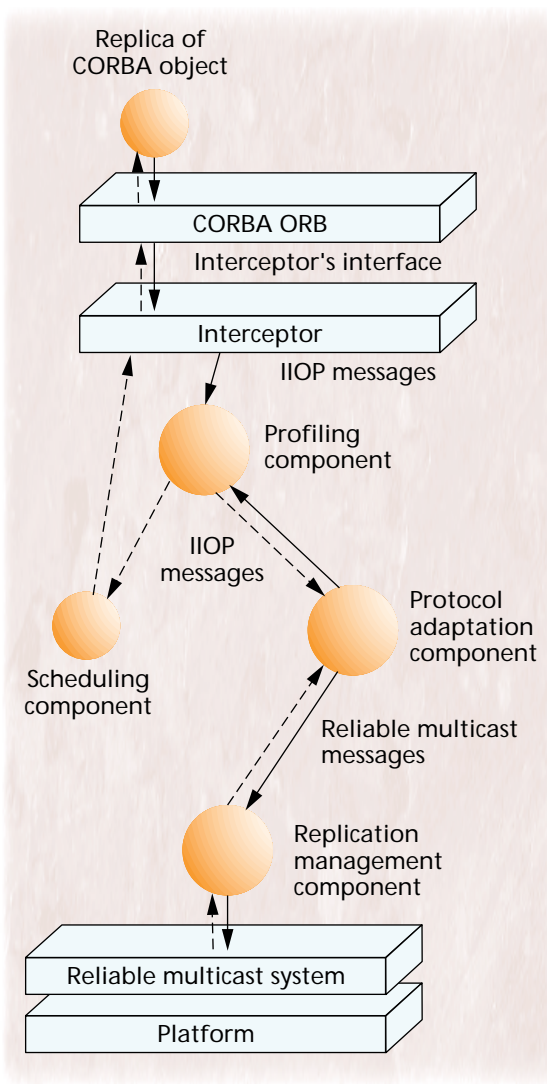 Replica of
CORBA object
CORBA ORB
Interceptor's interface
Interceptor
IIOP messages
Profiling
component
IIOP
messages
Protocol
adaptation
component
Scheduling
component
Reliable multicast
messages
Replication
management
component
Reliable multicast system
Platform